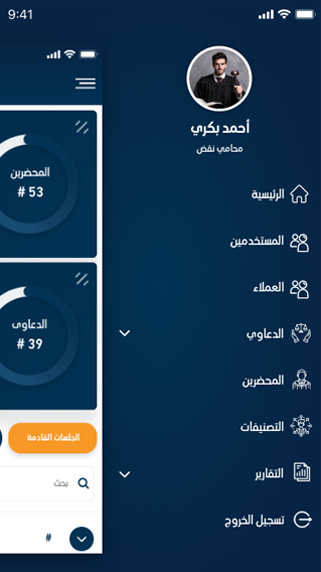 9:41
أحمد بكري
محامي نقض
الرئيسية
المستخدمين
العملاء
الدعاوي
المحضرين
التصنيفات
التقارير
تسجيل الخروج
المحضرين
# 53
الدعاوى
# 39
الجلسات القادمة
بحث
#